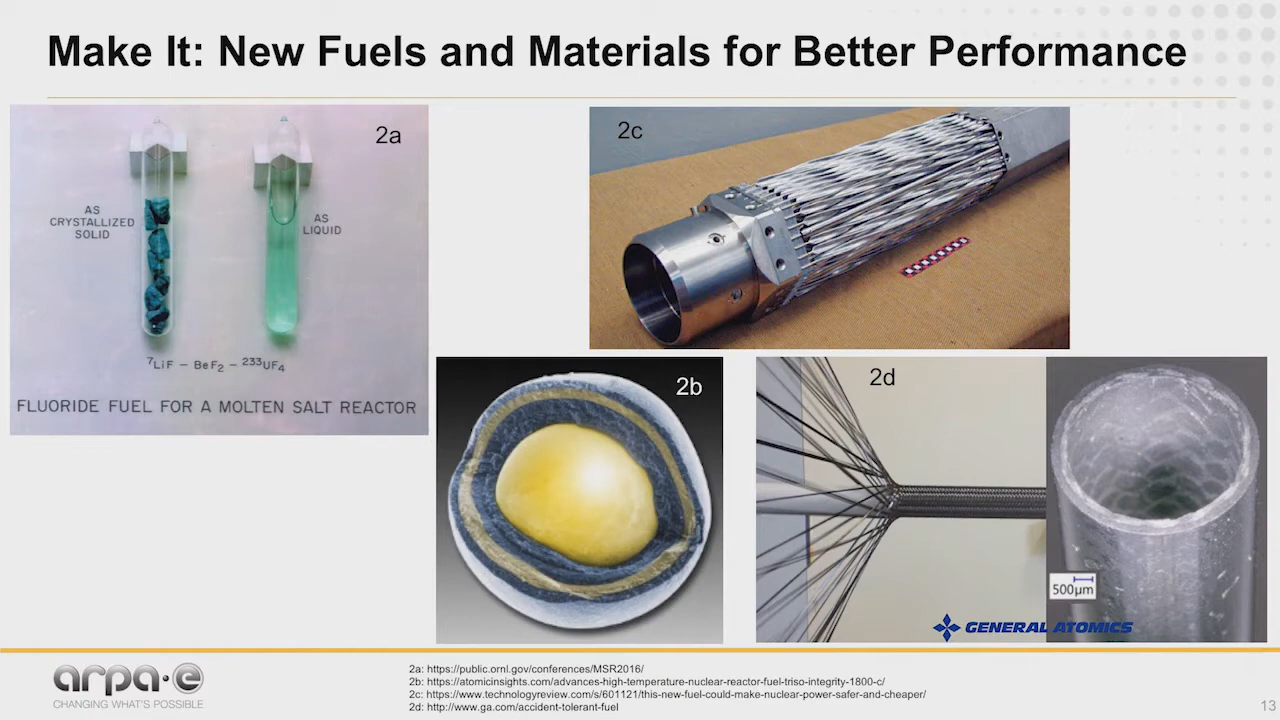 Make It: New Fuels and Materials for Better Performance
2a
AS
CRYSTALLIZED
SOLID
AS
LIQUID
⁷LiF – BeF₂ – ²³³UF₄
FLUORIDE FUEL FOR A MOLTEN SALT REACTOR
2c
2b
2d
500µm
GENERAL ATOMICS
arpa·e
CHANGING WHAT'S POSSIBLE
2a: https://public.ornl.gov/conferences/MSR2016/
2b: https://atomicinsights.com/advances-high-temperature-nuclear-reactor-fuel-triso-integrity-1800-c/
2c: https://www.technologyreview.com/s/601121/this-new-fuel-could-make-nuclear-power-safer-and-cheaper/
2d: http://www.ga.com/accident-tolerant-fuel
13